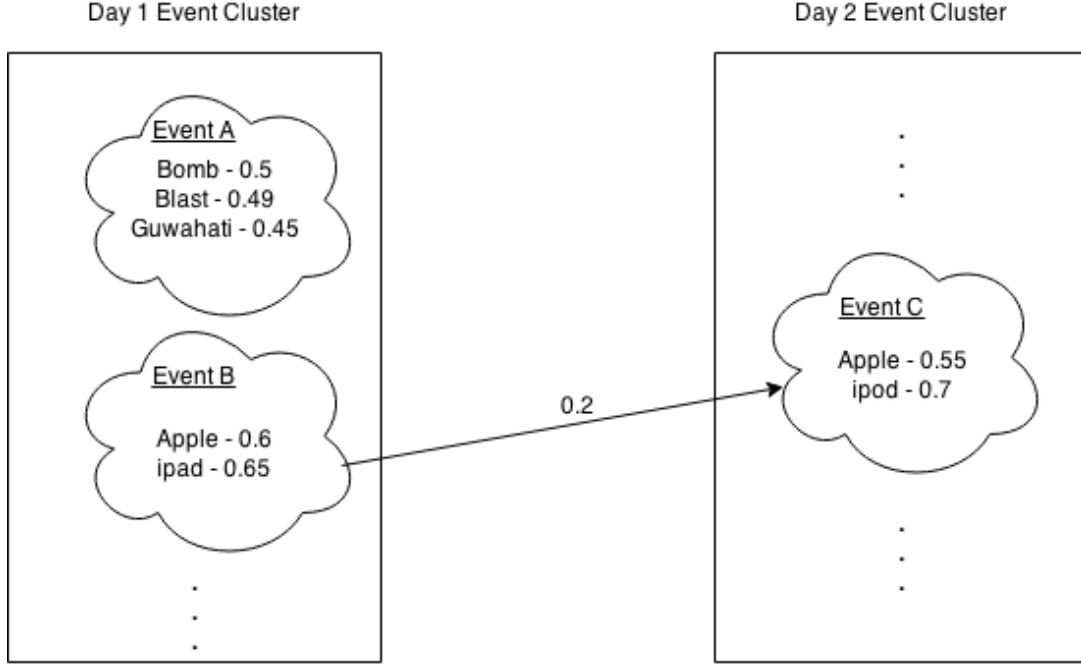 Day 1 Event Cluster
Event A
Bomb - 0.5
Blast - 0.49
Guwahati - 0.45
Event B
Apple - 0.6
ipad - 0.65
0.2
Day 2 Event Cluster
Event C
Apple - 0.55
ipod - 0.7